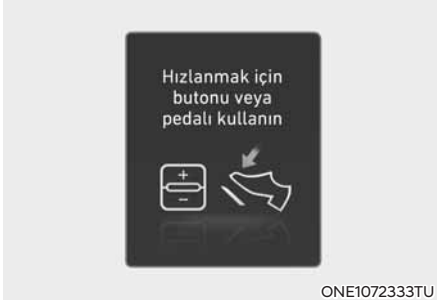 Hızlanmak için
butonu veya
pedalı kullanın
+
−
ONE1072333TU